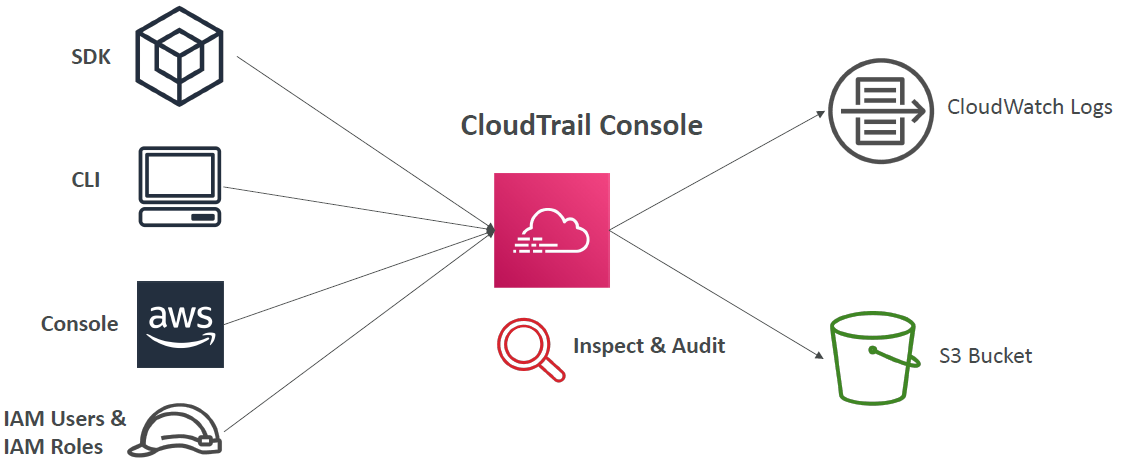 SDK
CLI
Console
aws
IAM Users &
IAM Roles
CloudTrail Console
Inspect & Audit
CloudWatch Logs
S3 Bucket